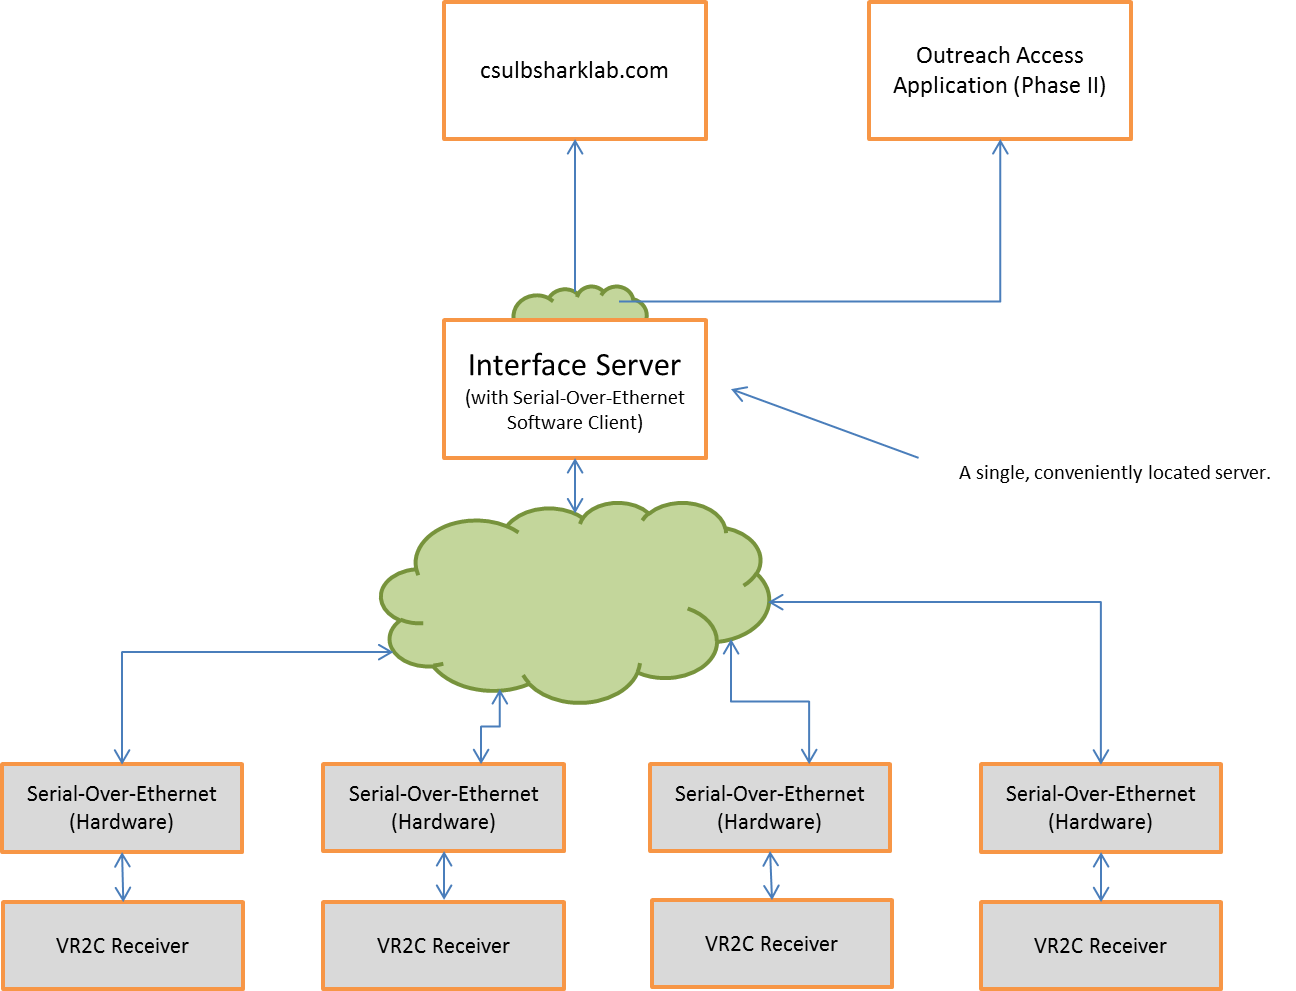 csulbsharklab.com
Outreach Access
Application (Phase II)
Interface Server
(with Serial-Over-Ethernet
Software Client)
A single, conveniently located server.
Serial-Over-Ethernet
(Hardware)
Serial-Over-Ethernet
(Hardware)
Serial-Over-Ethernet
(Hardware)
Serial-Over-Ethernet
(Hardware)
VR2C Receiver
VR2C Receiver
VR2C Receiver
VR2C Receiver